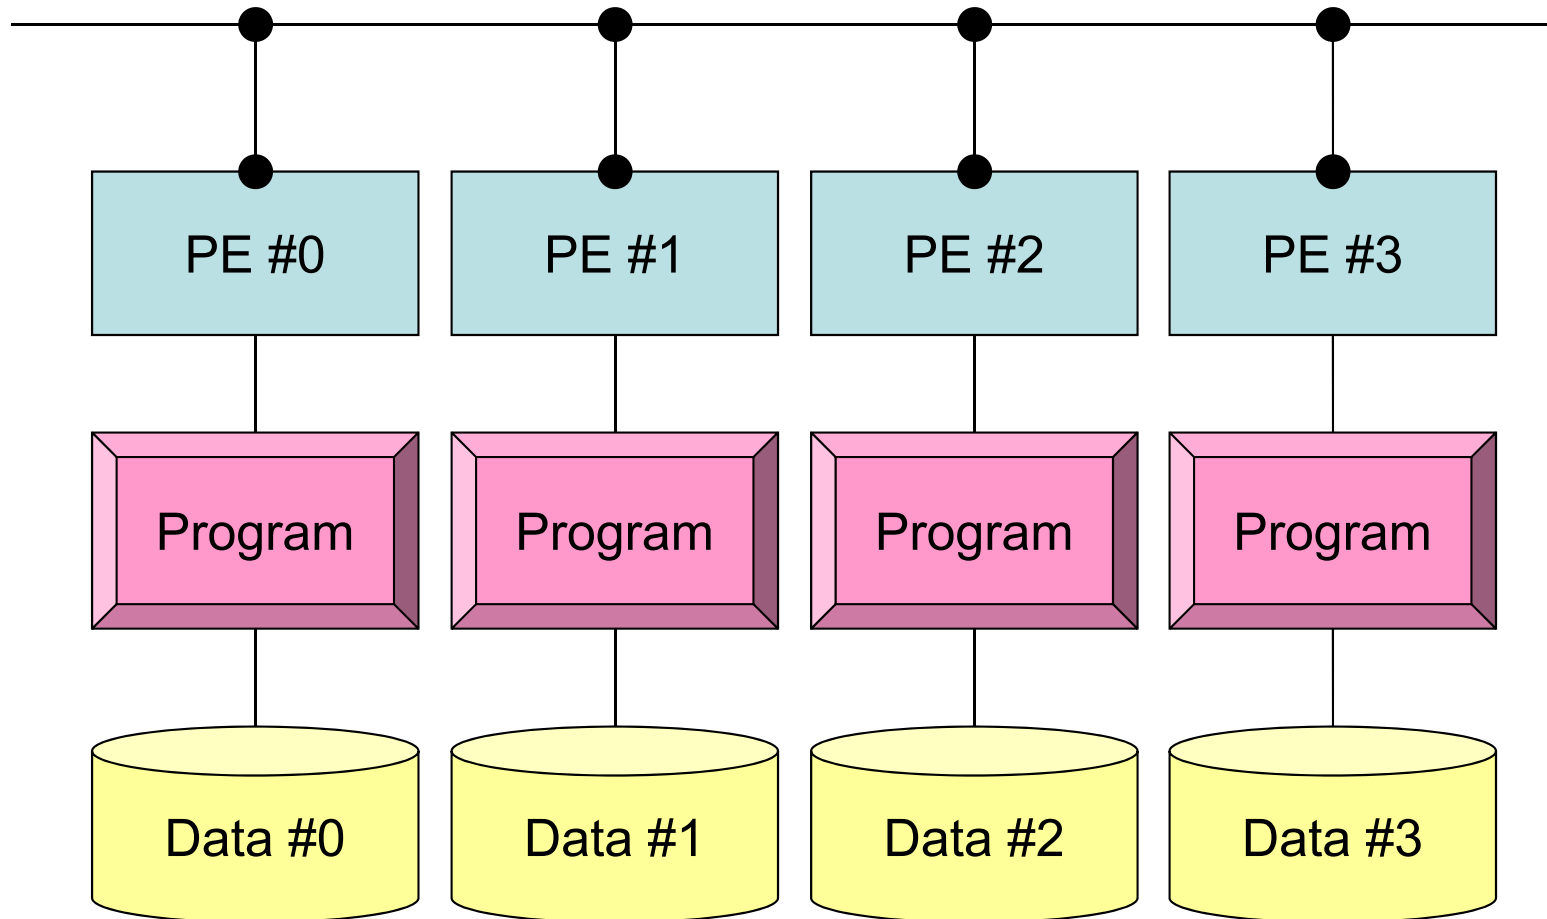 PE #0
PE #1
PE #2
PE #3
Program
Program
Program
Program
Data #0
Data #1
Data #2
Data #3